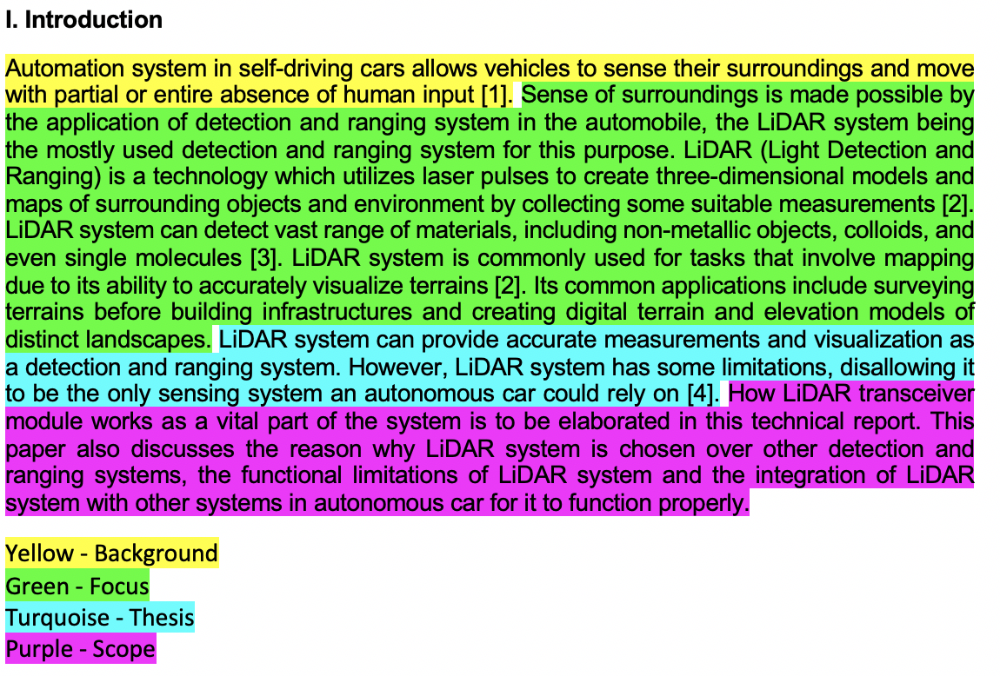 I. Introduction
Automation system in self-driving cars allows vehicles to sense their surroundings and move
with partial or entire absence of human input [1]. Sense of surroundings is made possible by
the application of detection and ranging system in the automobile, the LiDAR system being
the mostly used detection and ranging system for this purpose. LiDAR (Light Detection and
Ranging) is a technology which utilizes laser pulses to create three-dimensional models and
maps of surrounding objects and environment by collecting some suitable measurements [2].
LiDAR system can detect vast range of materials, including non-metallic objects, colloids, and
even single molecules [3]. LiDAR system is commonly used for tasks that involve mapping
due to its ability to accurately visualize terrains [2]. Its common applications include surveying
terrains before building infrastructures and creating digital terrain and elevation models of
distinct landscapes. LiDAR system can provide accurate measurements and visualization as
a detection and ranging system. However, LiDAR system has some limitations, disallowing it
to be the only sensing system an autonomous car could rely on [4]. How LiDAR transceiver
module works as a vital part of the system is to be elaborated in this technical report. This
paper also discusses the reason why LiDAR system is chosen over other detection and
ranging systems, the functional limitations of LiDAR system and the integration of LiDAR
system with other systems in autonomous car for it to function properly.
Yellow - Background
Green - Focus
Turquoise - Thesis
Purple - Scope